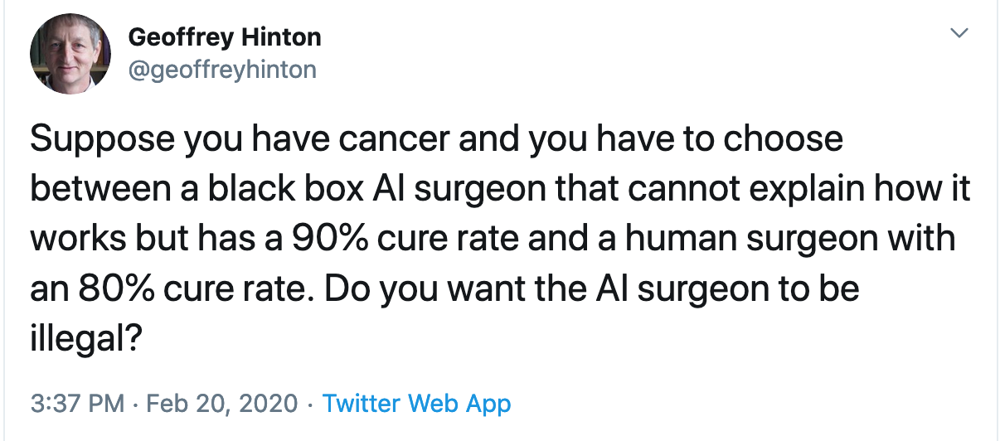 Geoffrey Hinton
@geoffreyhinton
Suppose you have cancer and you have to choose
between a black box AI surgeon that cannot explain how it
works but has a 90% cure rate and a human surgeon with
an 80% cure rate. Do you want the AI surgeon to be
illegal?
3:37 PM · Feb 20, 2020 · Twitter Web App